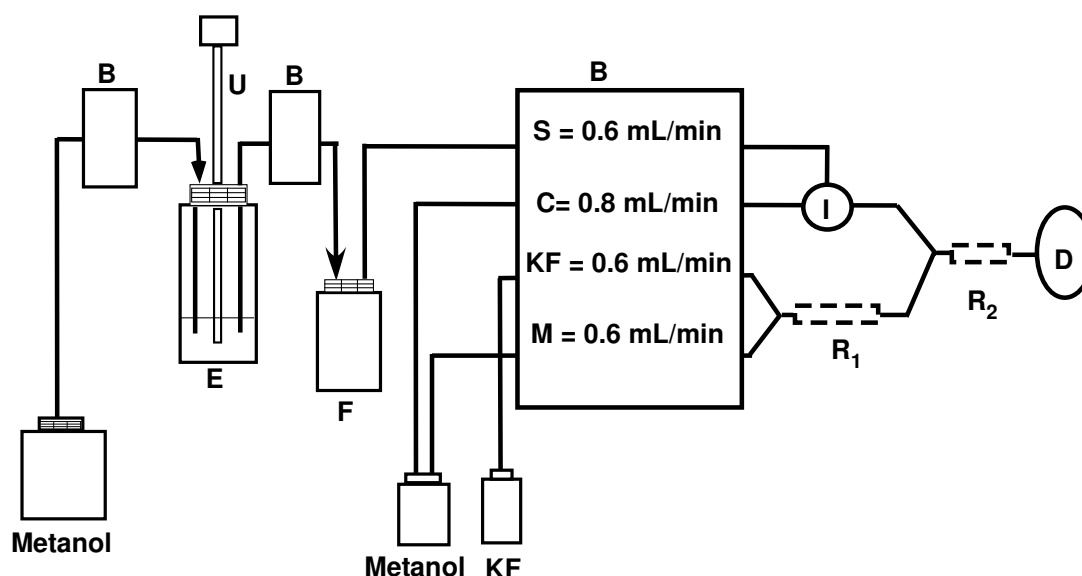 B
U
B
B
S = 0.6 mL/min
C= 0.8 mL/min
I
KF = 0.6 mL/min
D
M = 0.6 mL/min
R2
R1
E
F
Metanol
Metanol
KF